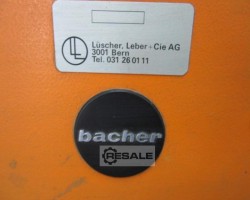 Lüscher, Leber + Cie AG
3001 Bern
Tel. 031 26 01 11
bacher
RESALE